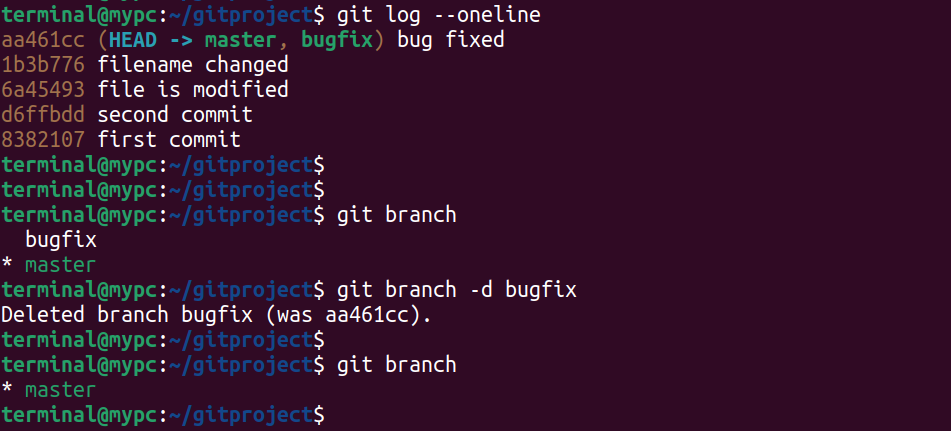 terminal@mypc:~/gitproject$ git log --oneline
aa461cc (HEAD -> master, bugfix) bug fixed
1b3b776 filename changed
6a45493 file is modified
d6ffbdd second commit
8382107 first commit
terminal@mypc:~/gitproject$
terminal@mypc:~/gitproject$
terminal@mypc:~/gitproject$ git branch
  bugfix
* master
terminal@mypc:~/gitproject$ git branch -d bugfix
Deleted branch bugfix (was aa461cc).
terminal@mypc:~/gitproject$
terminal@mypc:~/gitproject$ git branch
* master
terminal@mypc:~/gitproject$